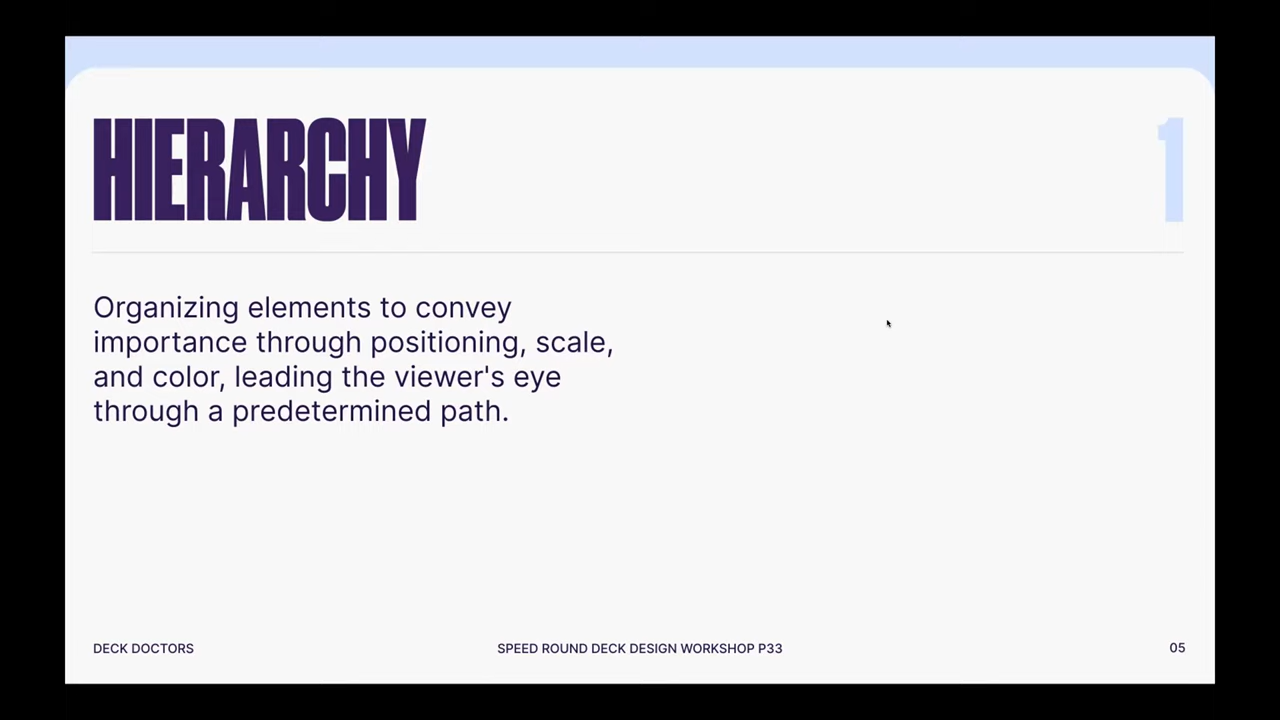 HIERARCHY
1
Organizing elements to convey
importance through positioning, scale,
and color, leading the viewer's eye
through a predetermined path.
DECK DOCTORS
SPEED ROUND DECK DESIGN WORKSHOP P33
05